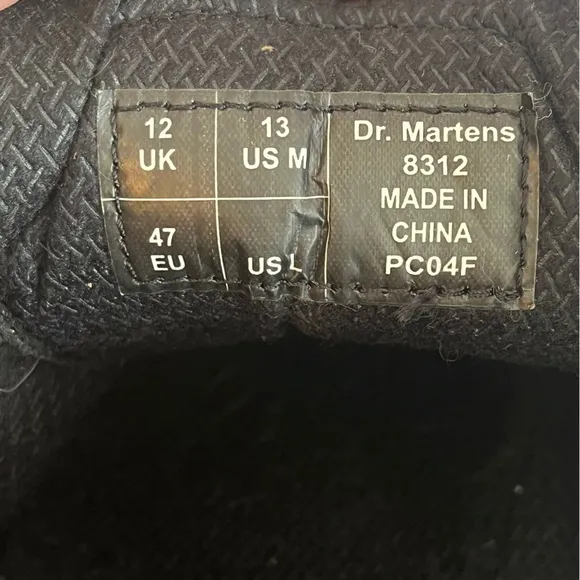 12
UK
13
US M
47
EU
US L
Dr. Martens
8312
MADE IN
CHINA
PC04F